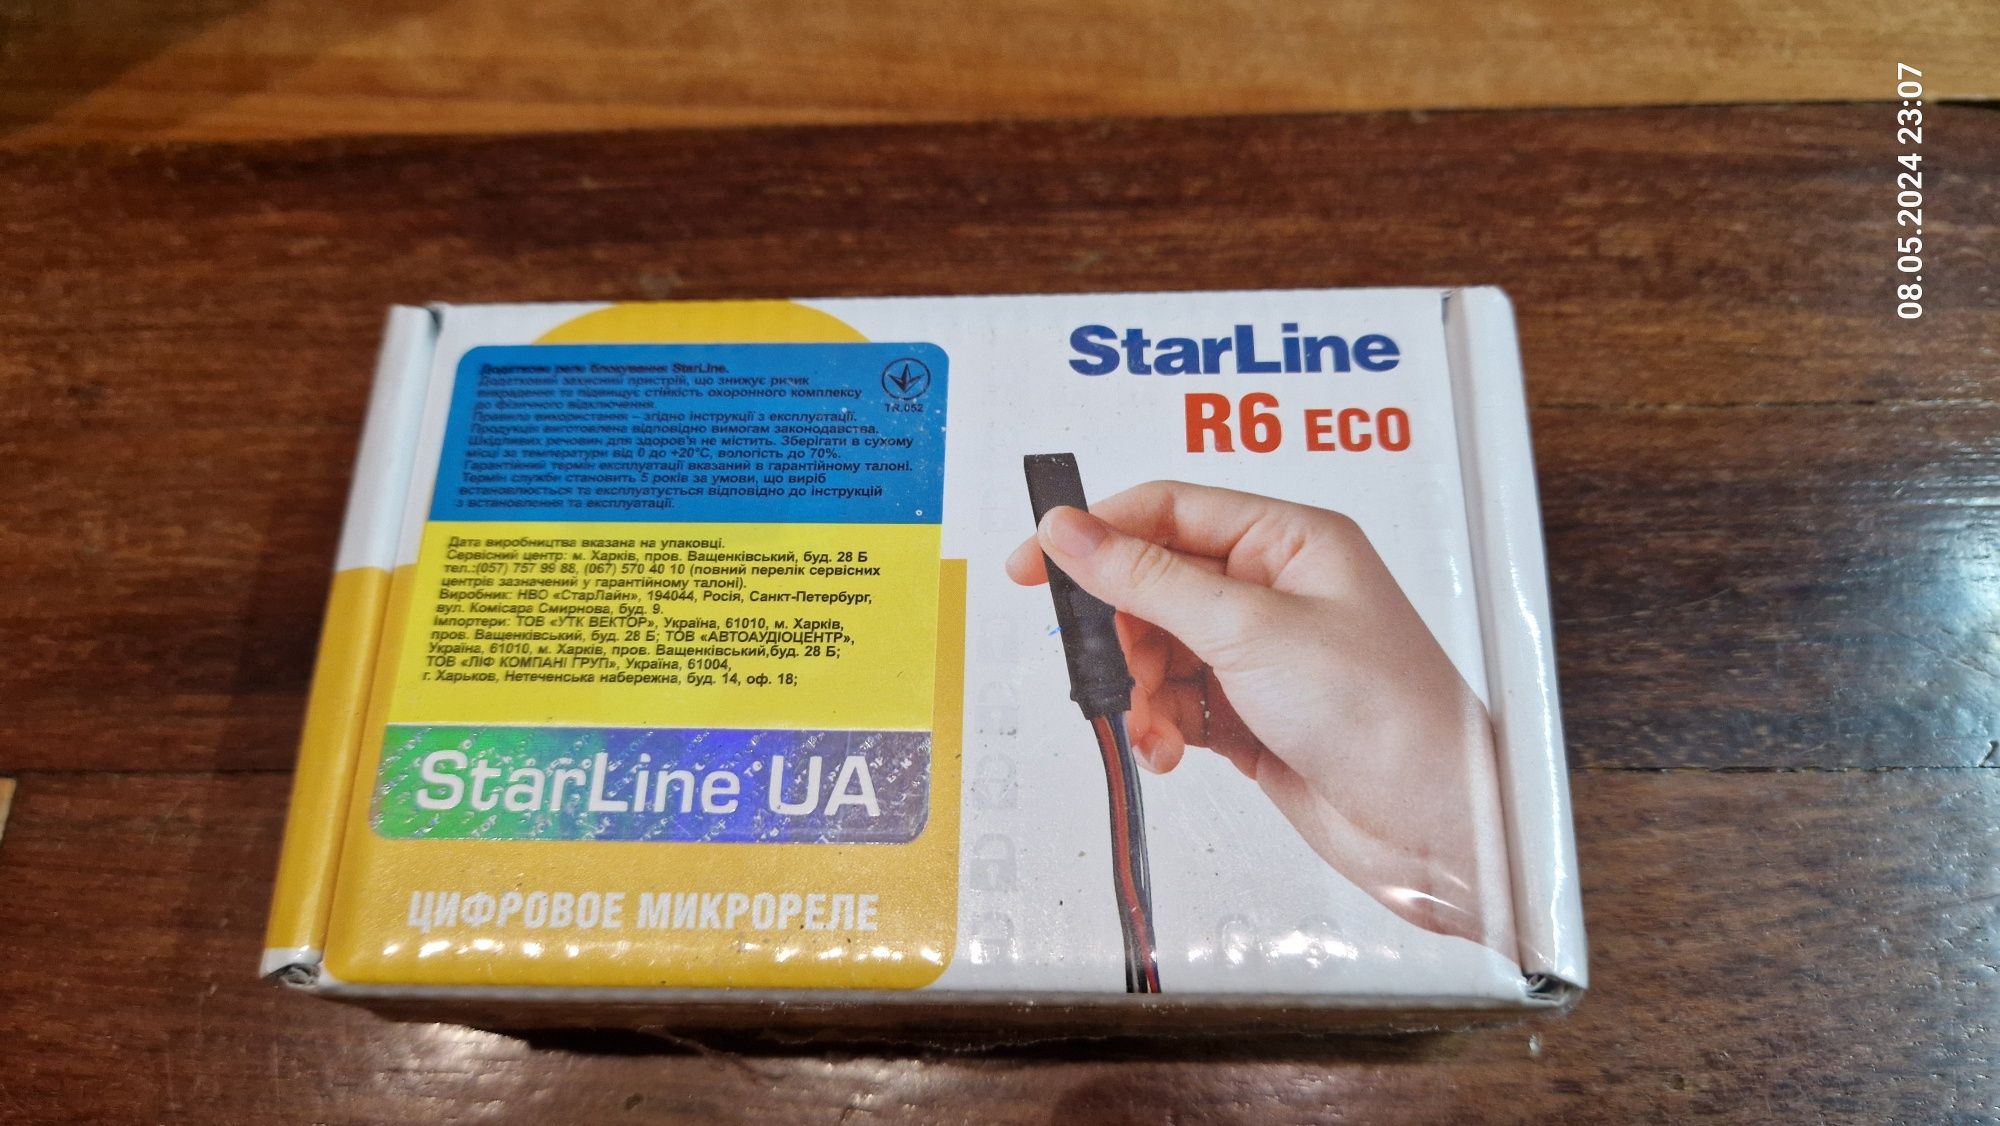 08.05.2024 23:07
StarLine
R6 ECO
Додаткове реле блокування StarLine.
Додатковий захисний пристрій, що знижує ризик
викрадення та підвищує стійкість охоронного комплексу
до фізичного відключення.
Правила використання – згідно інструкції з експлуатації.
Продукція виготовлена відповідно вимогам законодавства.
Шкідливих речовин для здоров'я не містить. Зберігати в сухому
місці за температури від 0 до +20°С, вологість до 70%.
Гарантійний термін експлуатації вказаний в гарантійному талоні.
Термін служби становить 5 років за умови, що виріб
встановлюється та експлуатується відповідно до інструкцій
з встановлення та експлуатації.
TR.052
Дата виробництва вказана на упаковці.
Сервісний центр: м. Харків, пров. Ващенківський, буд. 28 Б
тел.:(057) 757 99 88, (067) 570 40 10 (повний перелік сервісних
центрів зазначений у гарантійному талоні).
Виробник: НВО «СтарЛайн», 194044, Росія, Санкт-Петербург,
вул. Комісара Смирнова, буд. 9.
Імпортери: ТОВ «УТК ВЕКТОР», Україна, 61010, м. Харків,
пров. Ващенківський, буд. 28 Б; ТОВ «АВТОАУДІОЦЕНТР»,
Україна, 61010, м. Харків, пров. Ващенківський,буд. 28 Б;
ТОВ «ЛІФ КОМПАНІ ГРУП», Україна, 61004,
г. Харьков, Нетеченська набережна, буд. 14, оф. 18;
StarLine UA
ЦИФРОВОЕ МИКРОРЕЛЕ